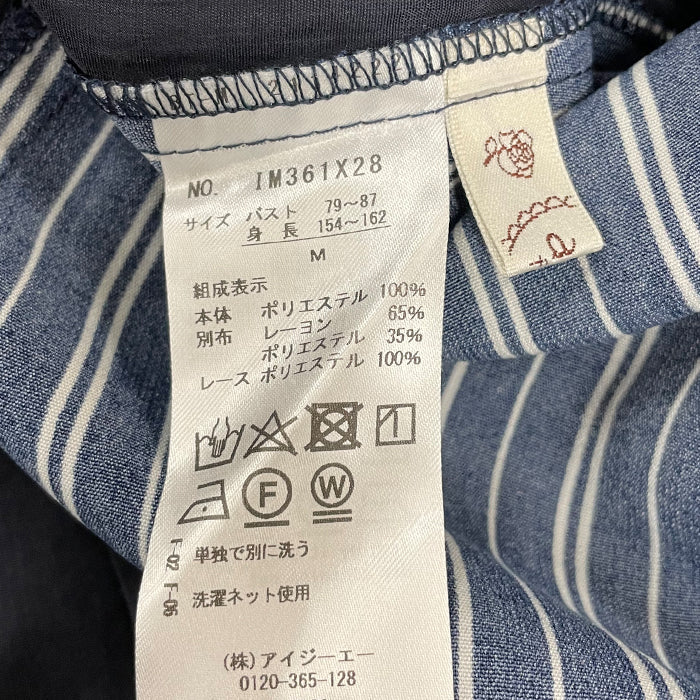 NO. IM361X28
サイズ バスト 79～87
身長 154～162
M
組成表示
本体 ポリエステル 100%
別布 レーヨン 65%
ポリエステル 35%
レース ポリエステル 100%
F
W
F-02 単独で別に洗う
F-05 洗濯ネット使用
(株)アイジーエー
0120-365-128